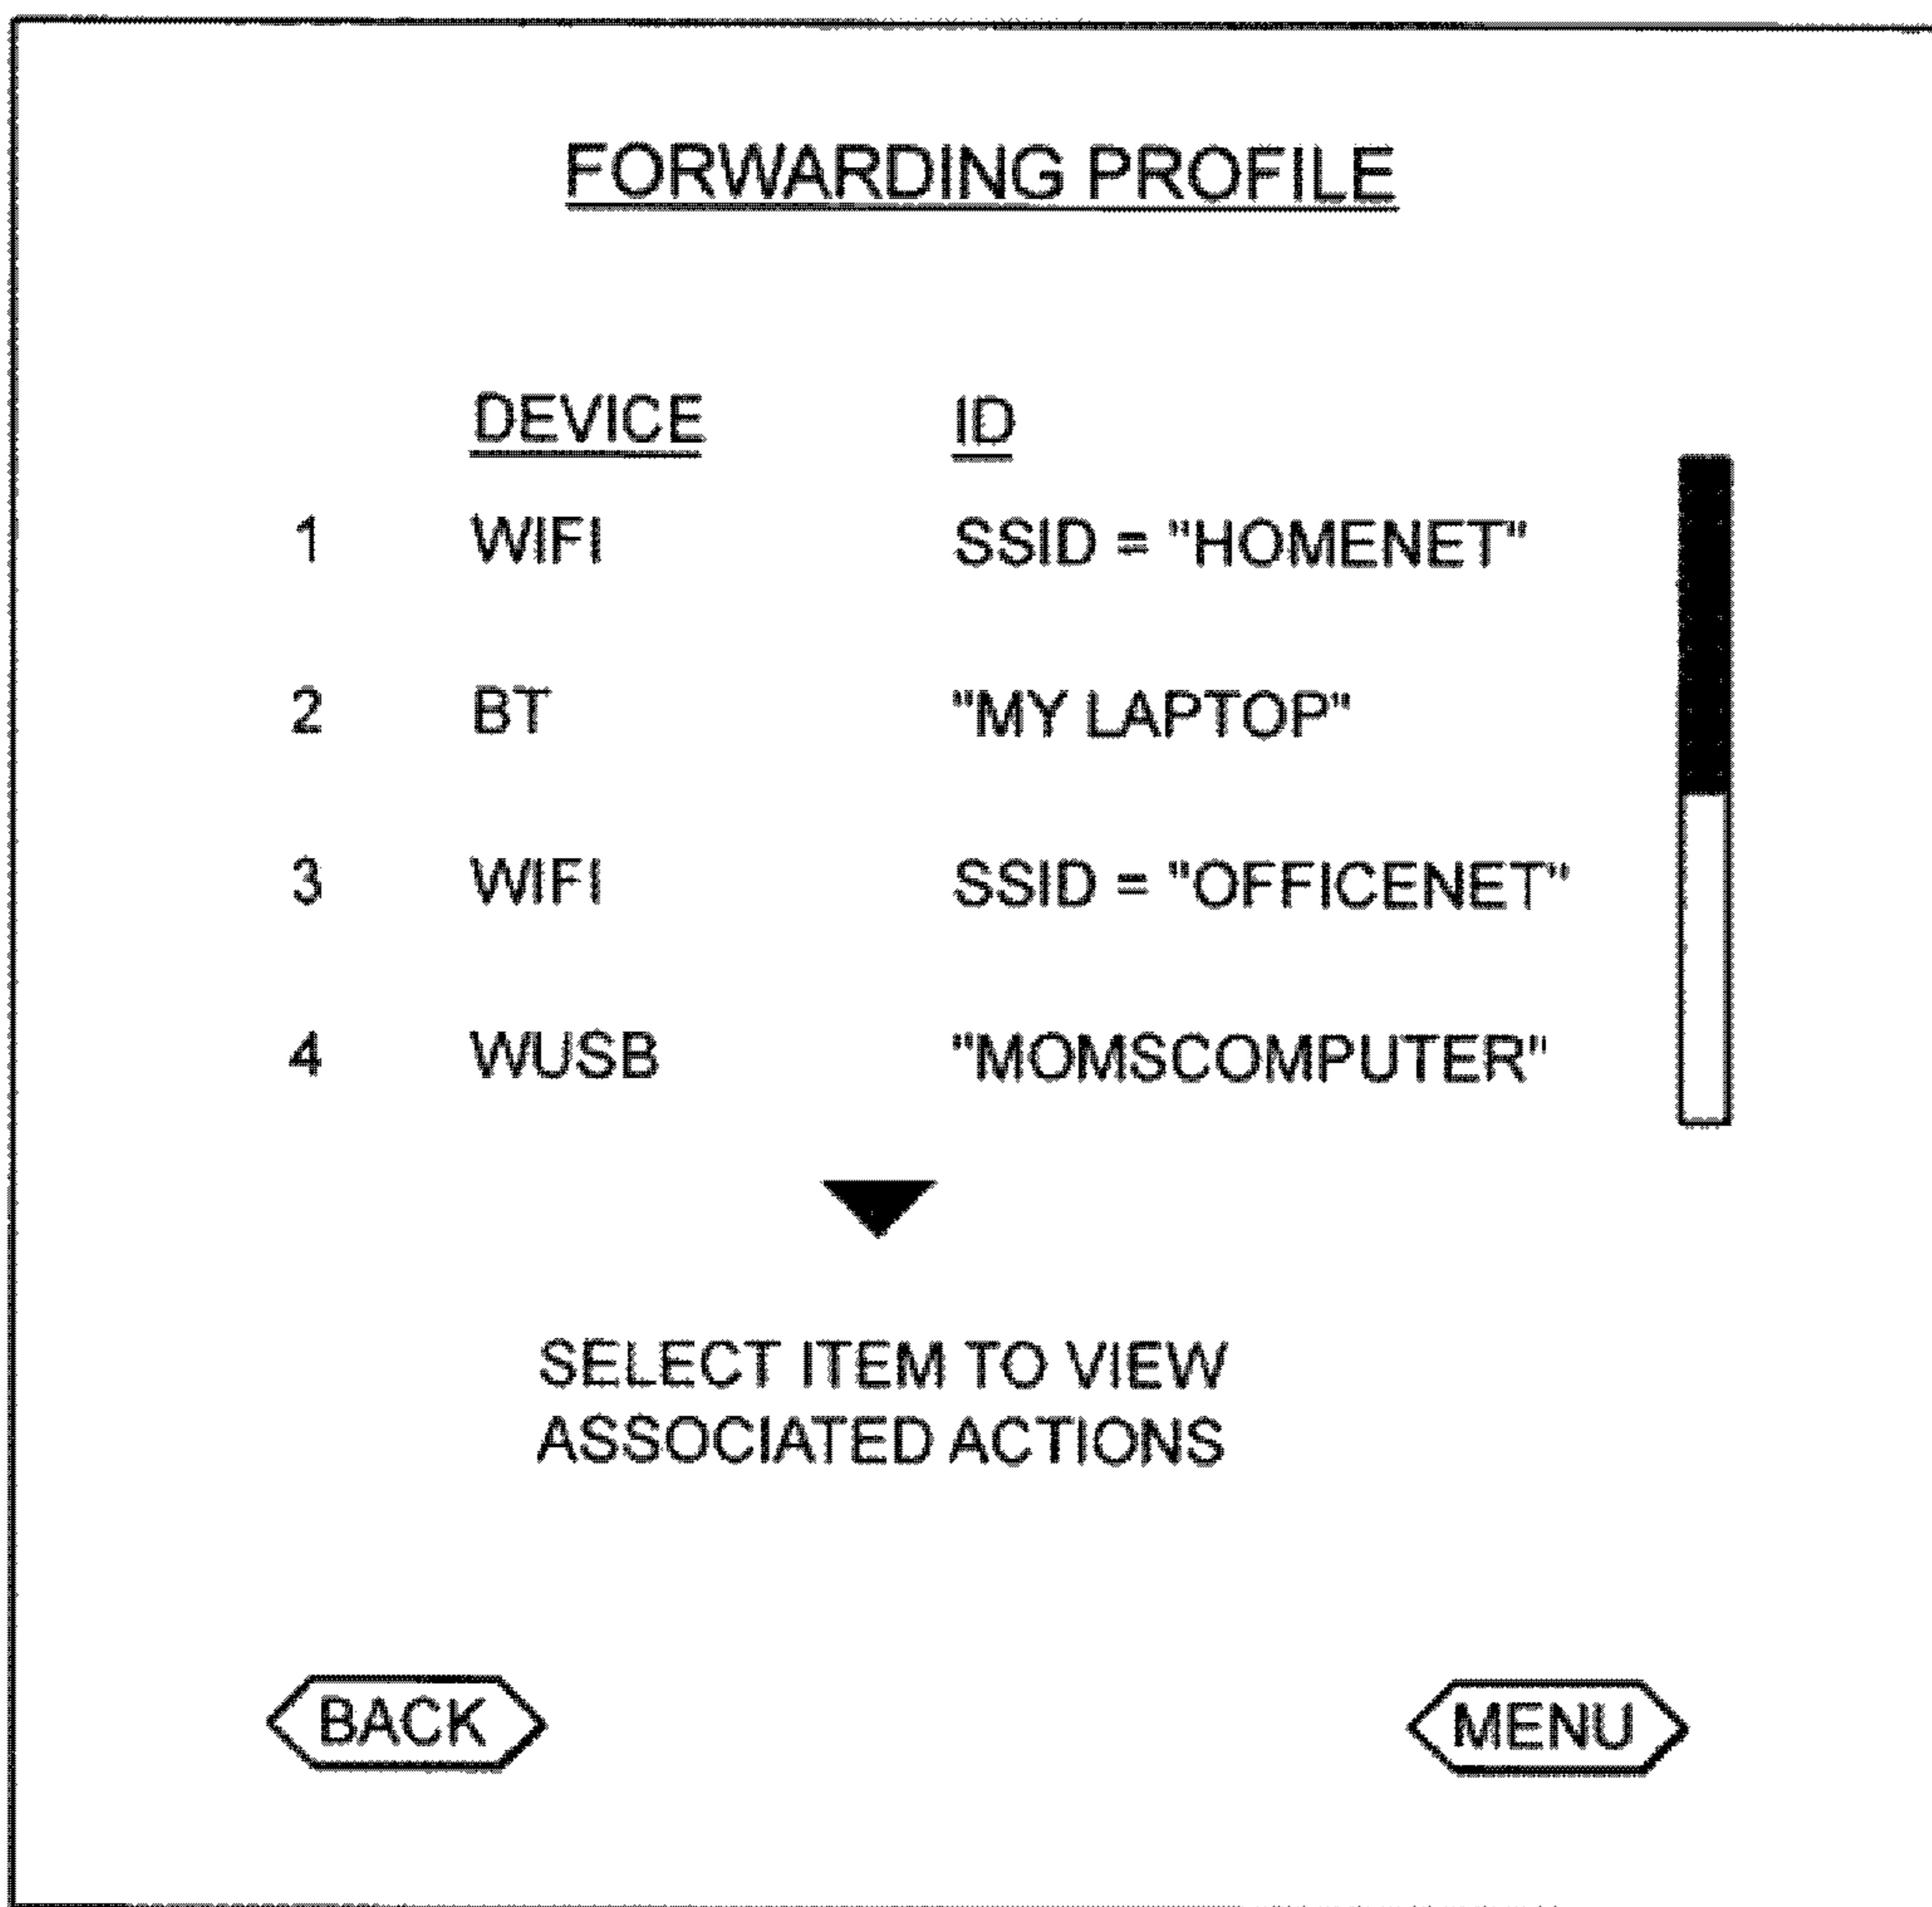 FORWARDING PROFILE
DEVICE ID
1 WIFI SSID = "HOMENET"
2 BT "MY LAPTOP"
3 WIFI SSID = "OFFICENET"
4 WUSB "MOMSCOMPUTER"
SELECT ITEM TO VIEW
ASSOCIATED ACTIONS
BACK MENU